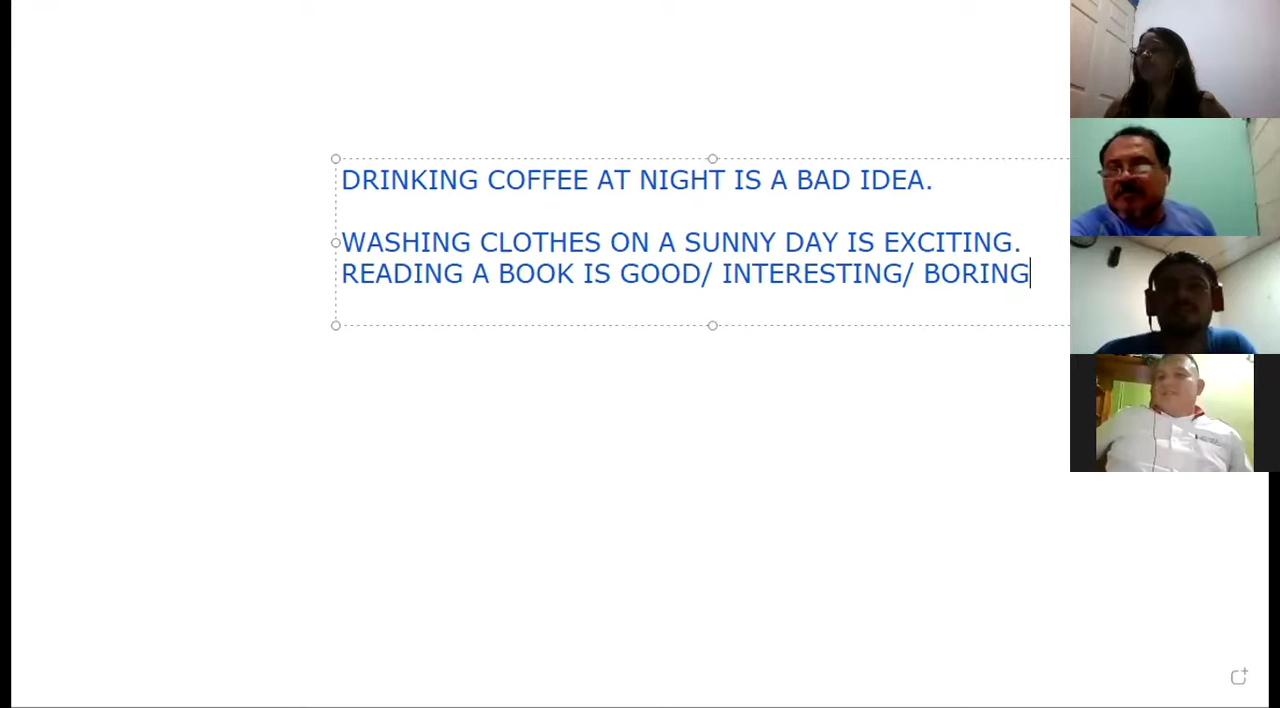 DRINKING COFFEE AT NIGHT IS A BAD IDEA.
WASHING CLOTHES ON A SUNNY DAY IS EXCITING.
READING A BOOK IS GOOD/ INTERESTING/ BORING